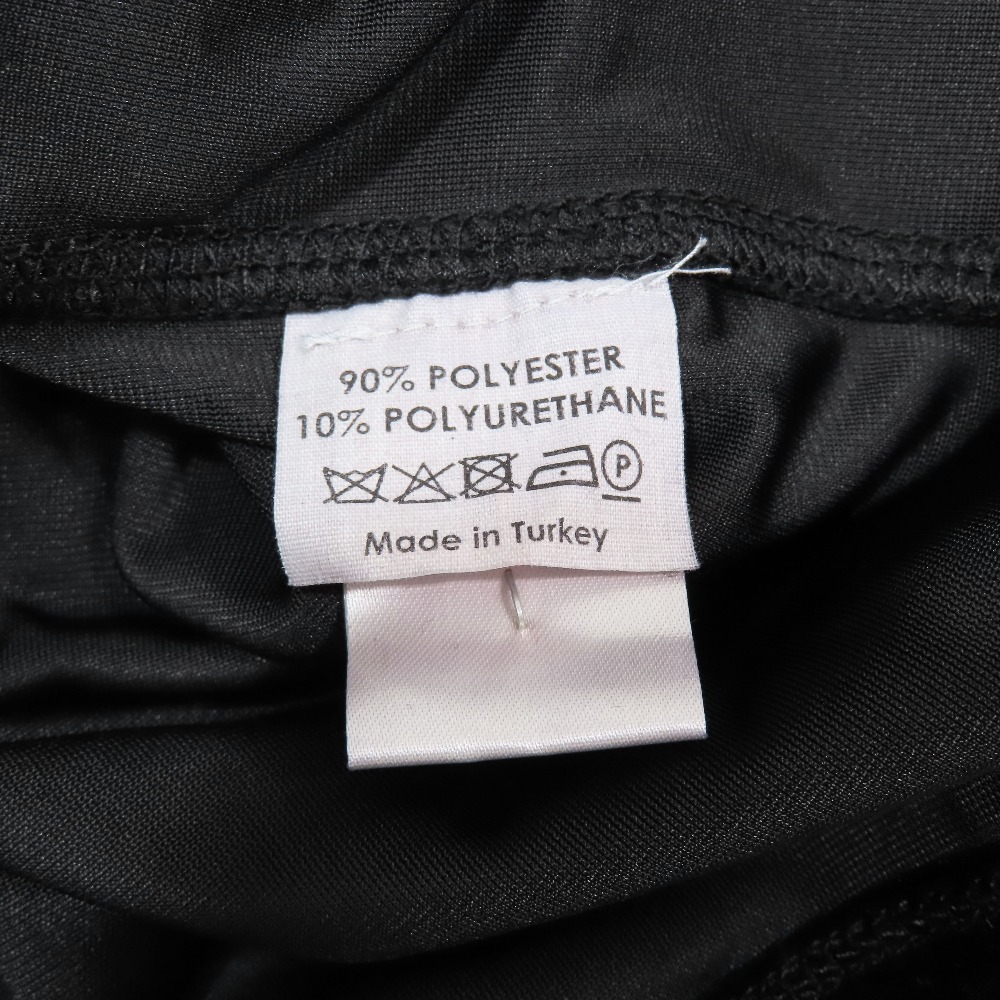 90% POLYESTER
10% POLYURETHANE
P
Made in Turkey